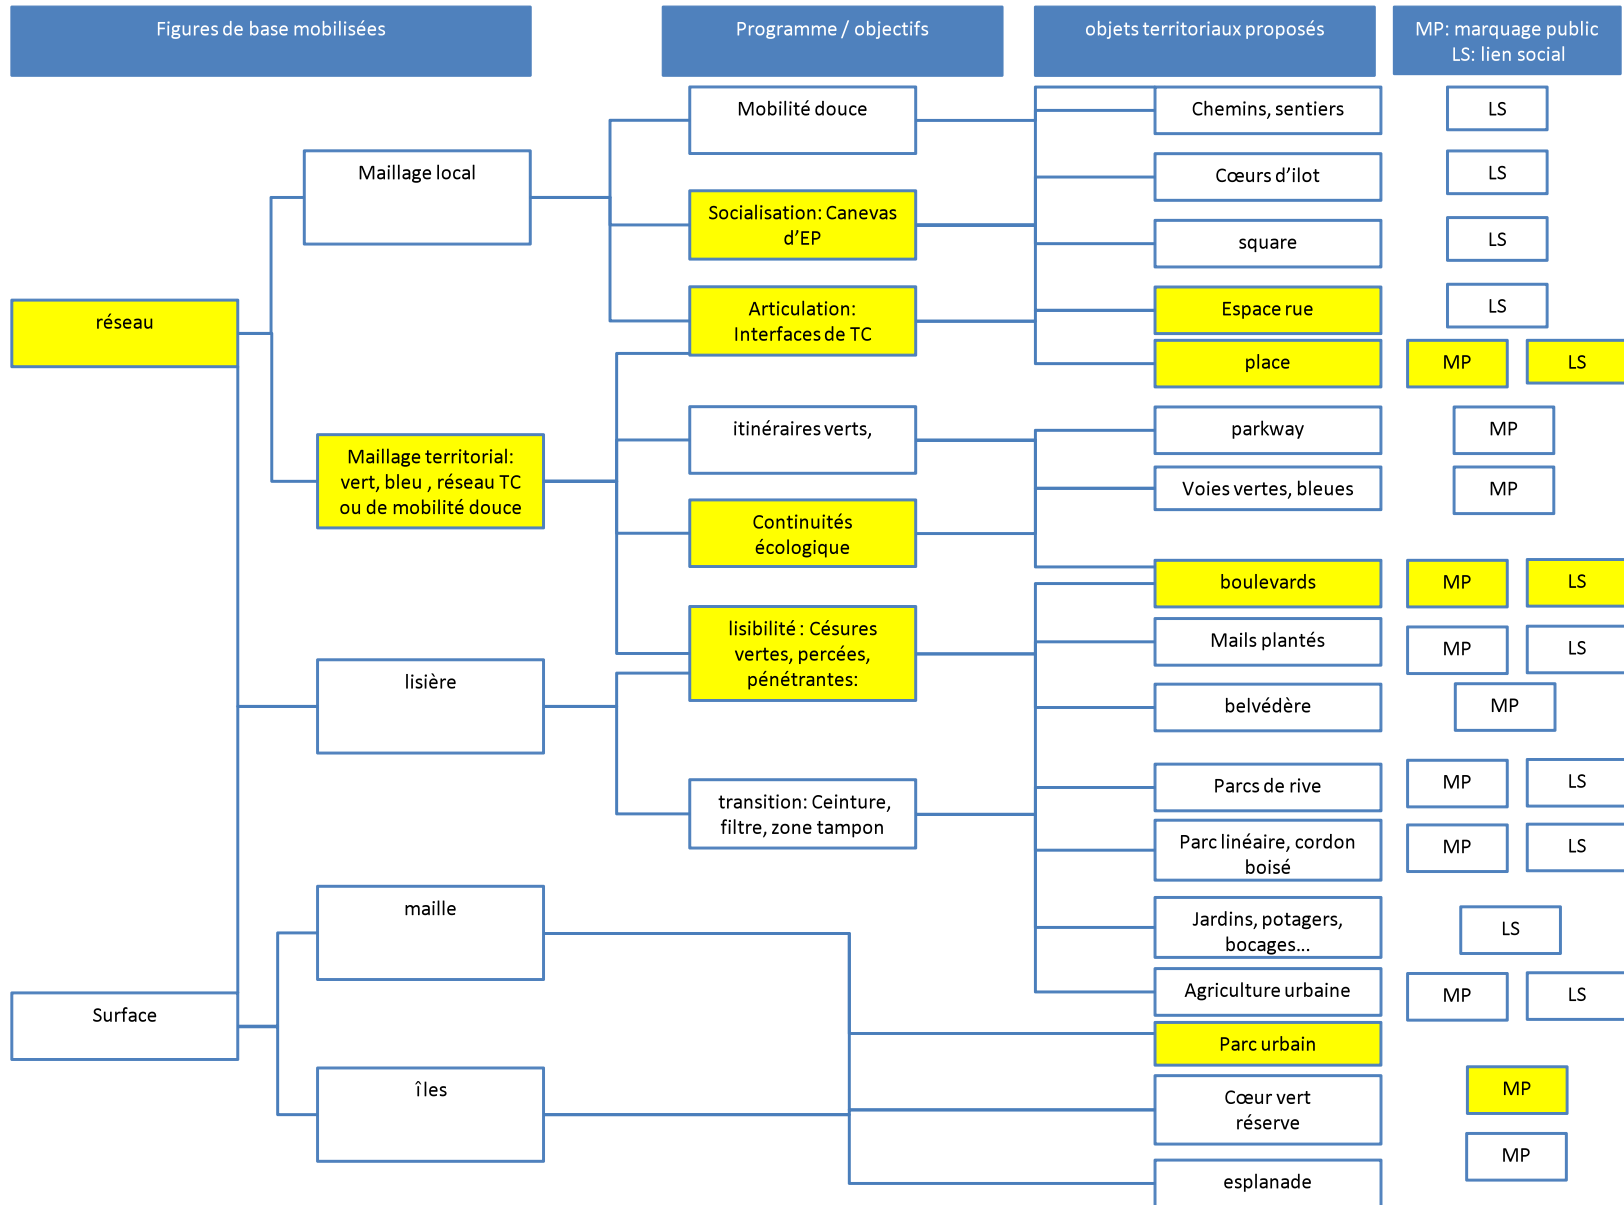 Figures de base mobilisées
Programme / objectifs
objets territoriaux proposés
MP: marquage public
LS: lien social
Mobilité douce
Chemins, sentiers
LS
Maillage local
Cœurs d'ilot
LS
Socialisation: Canevas
d'EP
square
LS
réseau
Articulation:
Interfaces de TC
Espace rue
LS
place
MP
LS
Maillage territorial:
vert, bleu , réseau TC
ou de mobilité douce
itinéraires verts,
parkway
MP
Voies vertes, bleues
MP
Continuités
écologique
boulevards
MP
LS
lisibilité : Césures
vertes, percées,
pénétrantes:
Mails plantés
MP
LS
lisière
belvédère
MP
transition: Ceinture,
filtre, zone tampon
Parcs de rive
MP
LS
Parc linéaire, cordon
boisé
MP
LS
maille
Jardins, potagers,
bocages...
LS
Agriculture urbaine
MP
LS
Surface
Parc urbain
îles
Cœur vert
réserve
MP
MP
esplanade